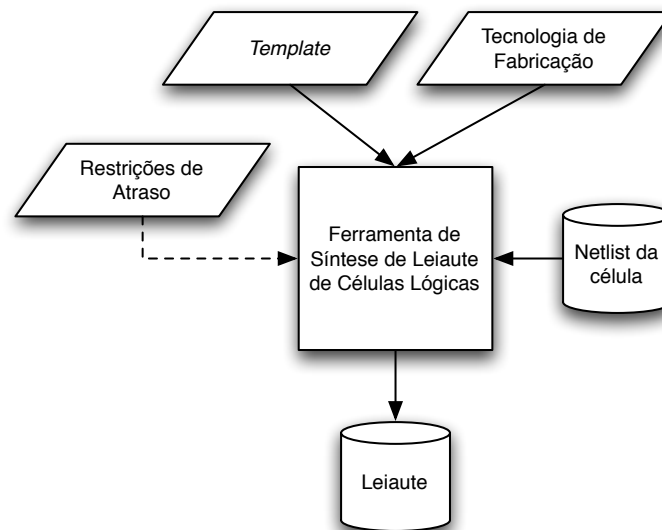 Template
Tecnologia de
Fabricação
Restrições de
Atraso
Ferramenta de
Síntese de Leiaute
de Células Lógicas
Netlist da
célula
Leiaute